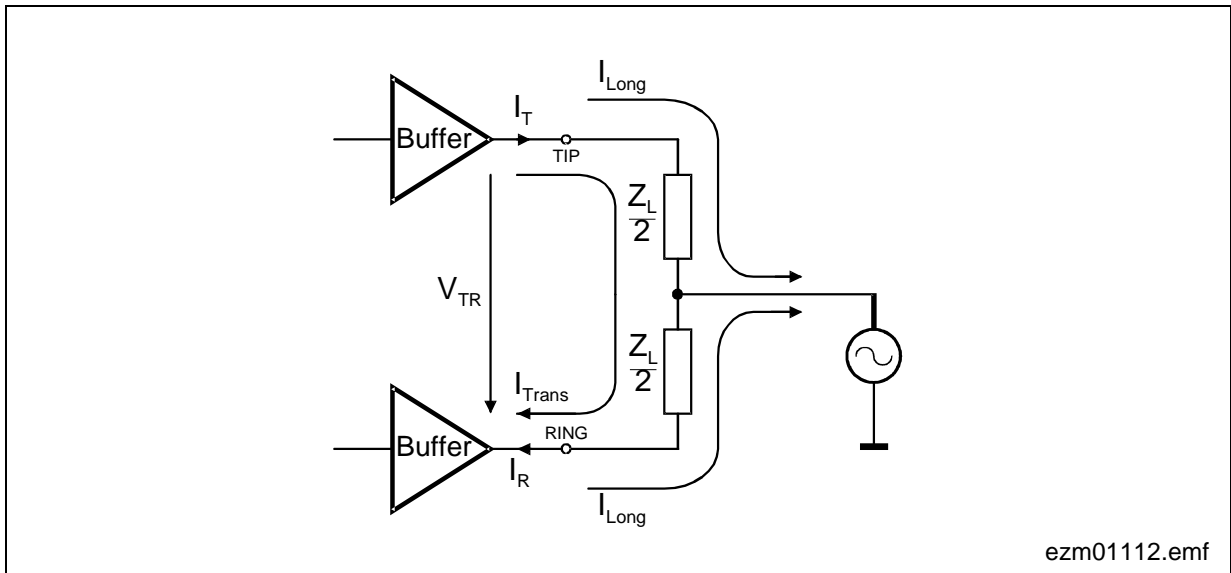 I_Long
Buffer
I_T
TIP
Z_L
2
V_TR
Z_L
2
I_Trans
RING
Buffer
I_R
I_Long
ezm01112.emf